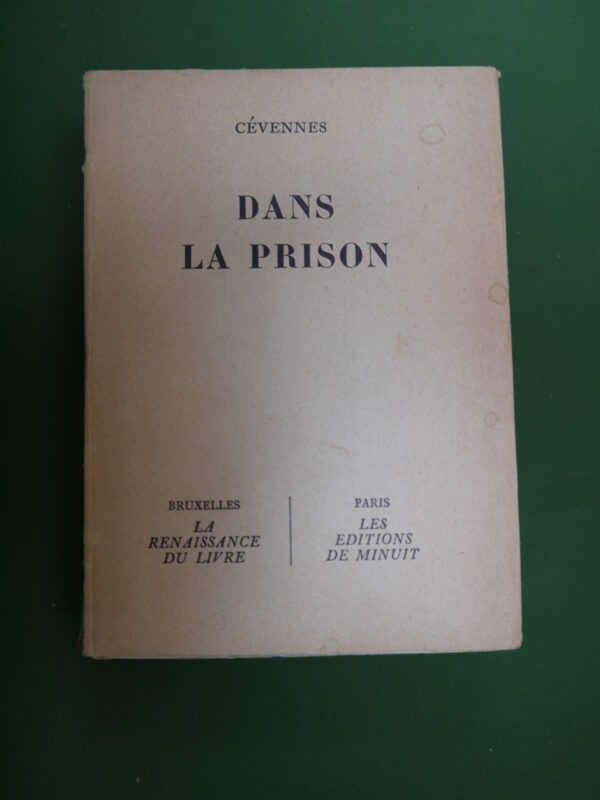 CÉVENNES
DANS
LA PRISON
BRUXELLES
LA
RENAISSANCE
DU LIVRE
PARIS
LES
EDITIONS
DE MINUIT